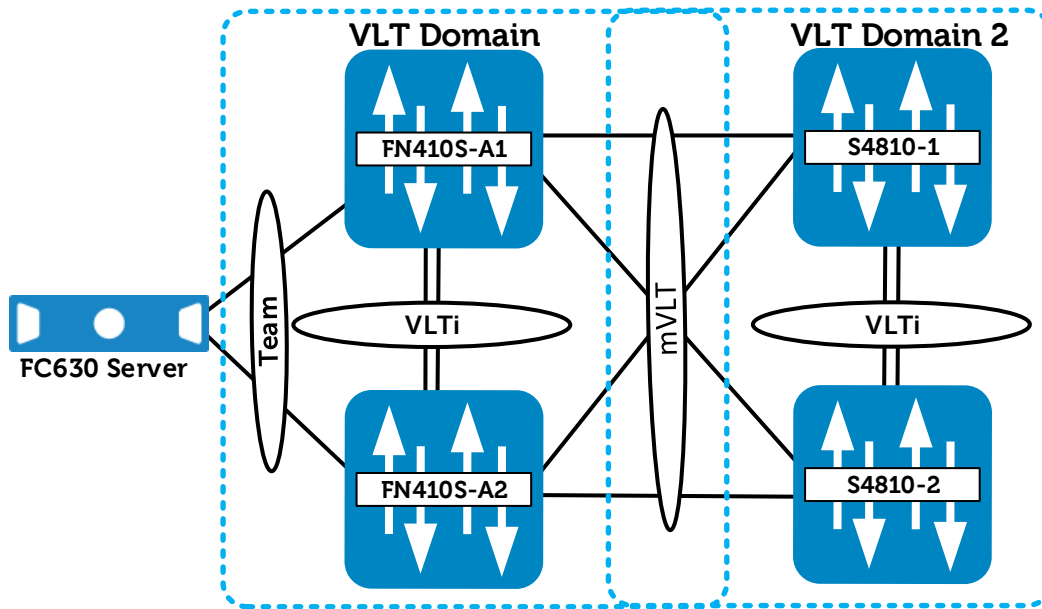 VLT Domain
VLT Domain 2
FN410S-A1
S4810-1
Team
VLTi
mVLT
VLTi
FC630 Server
FN410S-A2
S4810-2